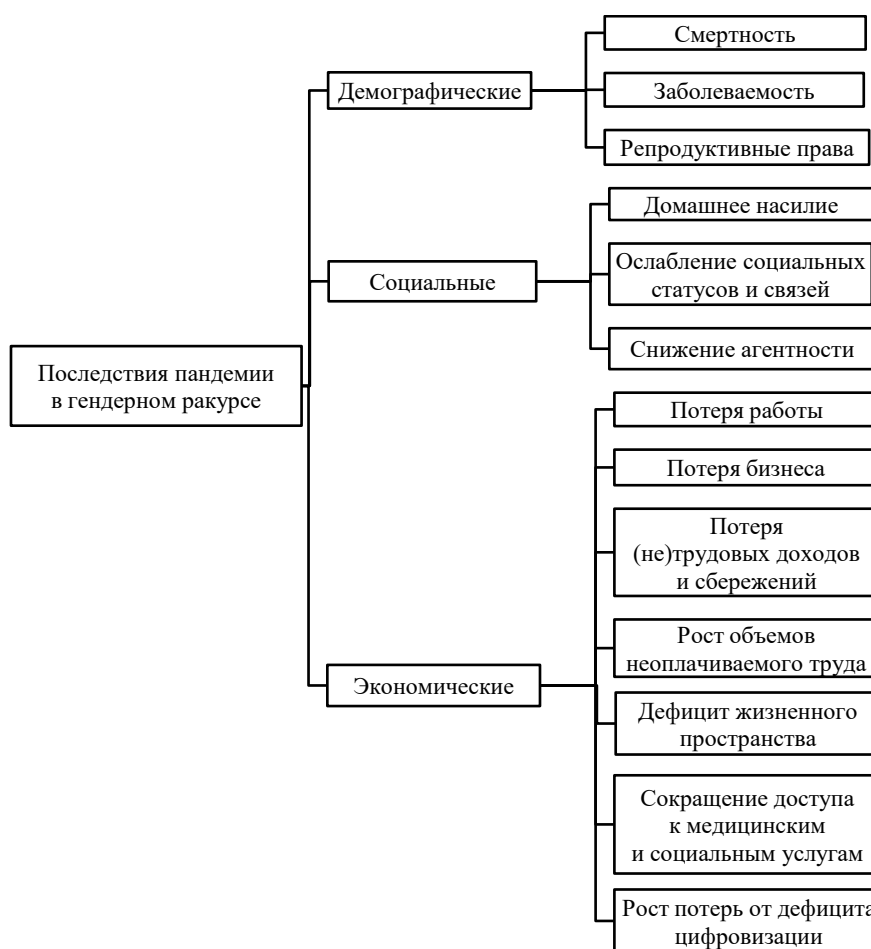 Последствия пандемии
в гендерном ракурсе
Демографические
Смертность
Заболеваемость
Репродуктивные права
Социальные
Домашнее насилие
Ослабление социальных
статусов и связей
Снижение агентности
Экономические
Потеря работы
Потеря бизнеса
Потеря
(не)трудовых доходов
и сбережений
Рост объемов
неоплачиваемого труда
Дефицит жизненного
пространства
Сокращение доступа
к медицинским
и социальным услугам
Рост потерь от дефицита
цифровизации